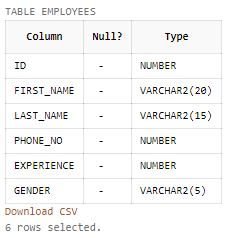 TABLE EMPLOYEES
Column Null? Type
ID - NUMBER
FIRST_NAME - VARCHAR2(20)
LAST_NAME - VARCHAR2(15)
PHONE_NO - NUMBER
EXPERIENCE - NUMBER
GENDER - VARCHAR2(5)
Download CSV
6 rows selected.